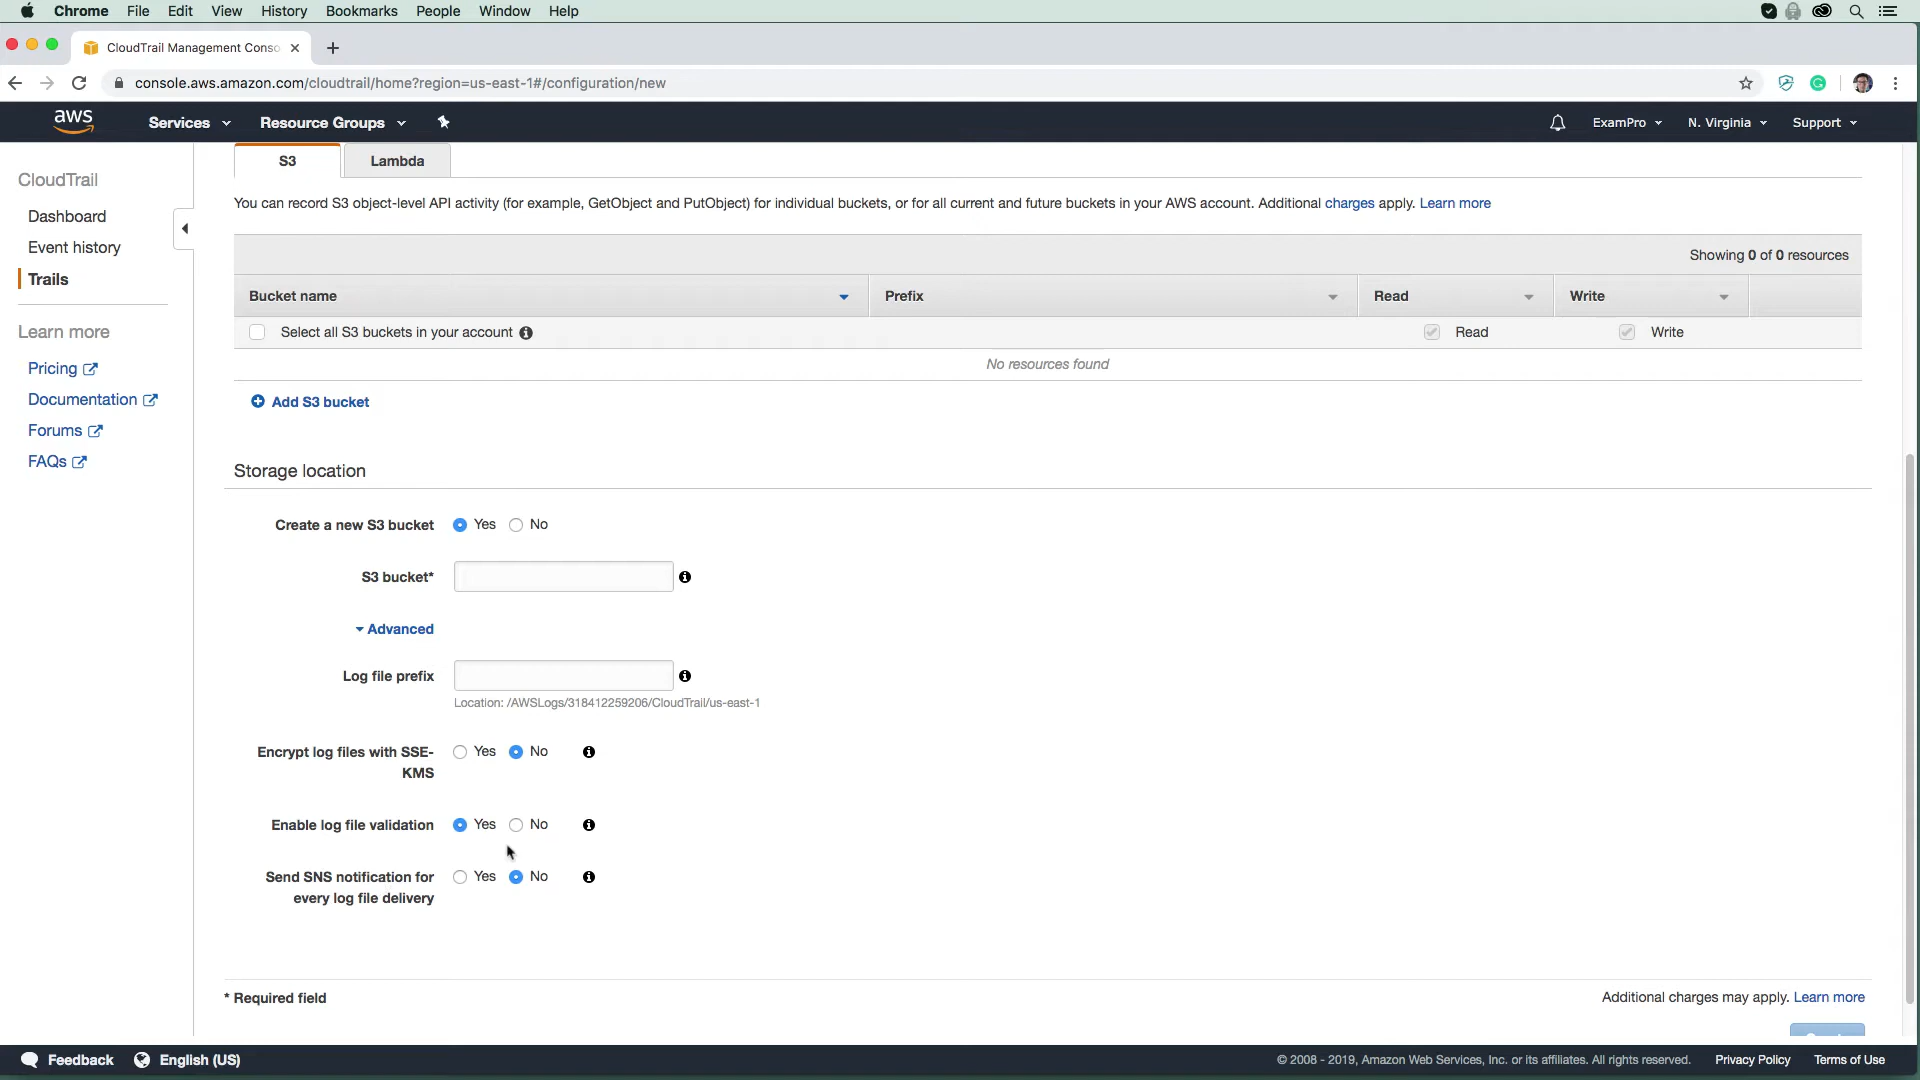 Chrome File Edit View History Bookmarks People Window Help
CloudTrail Management Conso
console.aws.amazon.com/cloudtrail/home?region=us-east-1#/configuration/new
aws Services Resource Groups ExamPro N. Virginia Support
CloudTrail
Dashboard
Event history
Trails
Learn more
Pricing
Documentation
Forums
FAQs
S3 Lambda
You can record S3 object-level API activity (for example, GetObject and PutObject) for individual buckets, or for all current and future buckets in your AWS account. Additional charges apply. Learn more
Showing 0 of 0 resources
Bucket name Prefix Read Write
Select all S3 buckets in your account Read Write
No resources found
Add S3 bucket
Storage location
Create a new S3 bucket Yes No
S3 bucket*
Advanced
Log file prefix
Location: /AWSLogs/318412259206/CloudTrail/us-east-1
Encrypt log files with SSE-
KMS Yes No
Enable log file validation Yes No
Send SNS notification for
every log file delivery Yes No
* Required field
Additional charges may apply. Learn more
Feedback English (US)
© 2008 - 2019, Amazon Web Services, Inc. or its affiliates. All rights reserved. Privacy Policy Terms of Use